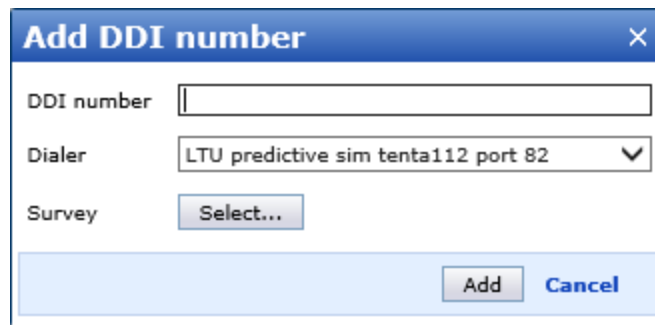 Add DDI number
DDI number
Dialer LTU predictive sim tenta112 port 82
Survey Select...
Add Cancel